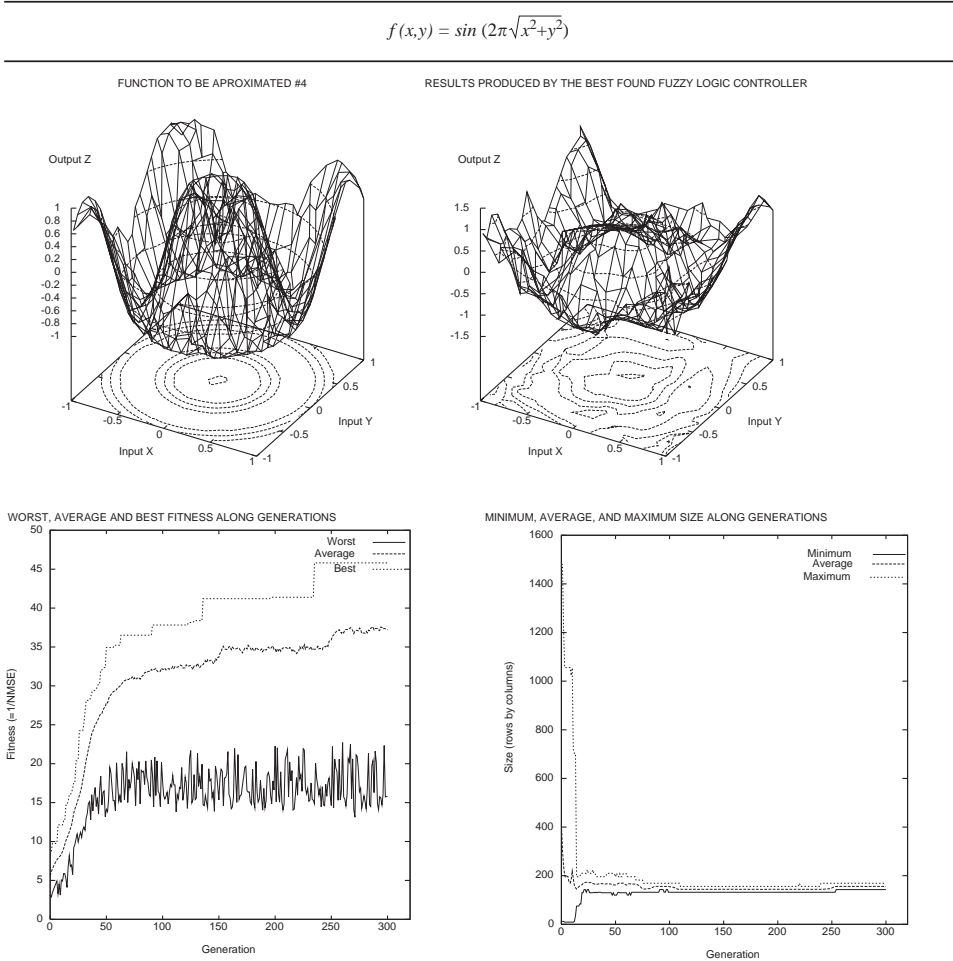 f (x,y) = sin (2π√x²+y²)
FUNCTION TO BE APROXIMATED #4
Output Z
1
0.8
0.6
0.4
0.2
0
-0.2
-0.4
-0.6
-0.8
-1
-1
-0.5
0
0.5
1
Input X
-1
-0.5
0
0.5
1
Input Y
RESULTS PRODUCED BY THE BEST FOUND FUZZY LOGIC CONTROLLER
Output Z
1.5
1
0.5
0
-0.5
-1
-1.5
-1
-0.5
0
0.5
1
Input X
-1
-0.5
0
0.5
1
Input Y
WORST, AVERAGE AND BEST FITNESS ALONG GENERATIONS
50
45
40
35
30
25
20
15
10
5
0
Fitness (=1/NMSE)
Worst
Average
Best
0 50 100 150 200 250 300
Generation
MINIMUM, AVERAGE, AND MAXIMUM SIZE ALONG GENERATIONS
1600
1400
1200
1000
800
600
400
200
0
Size (rows by columns)
Minimum
Average
Maximum
0 50 100 150 200 250 300
Generation